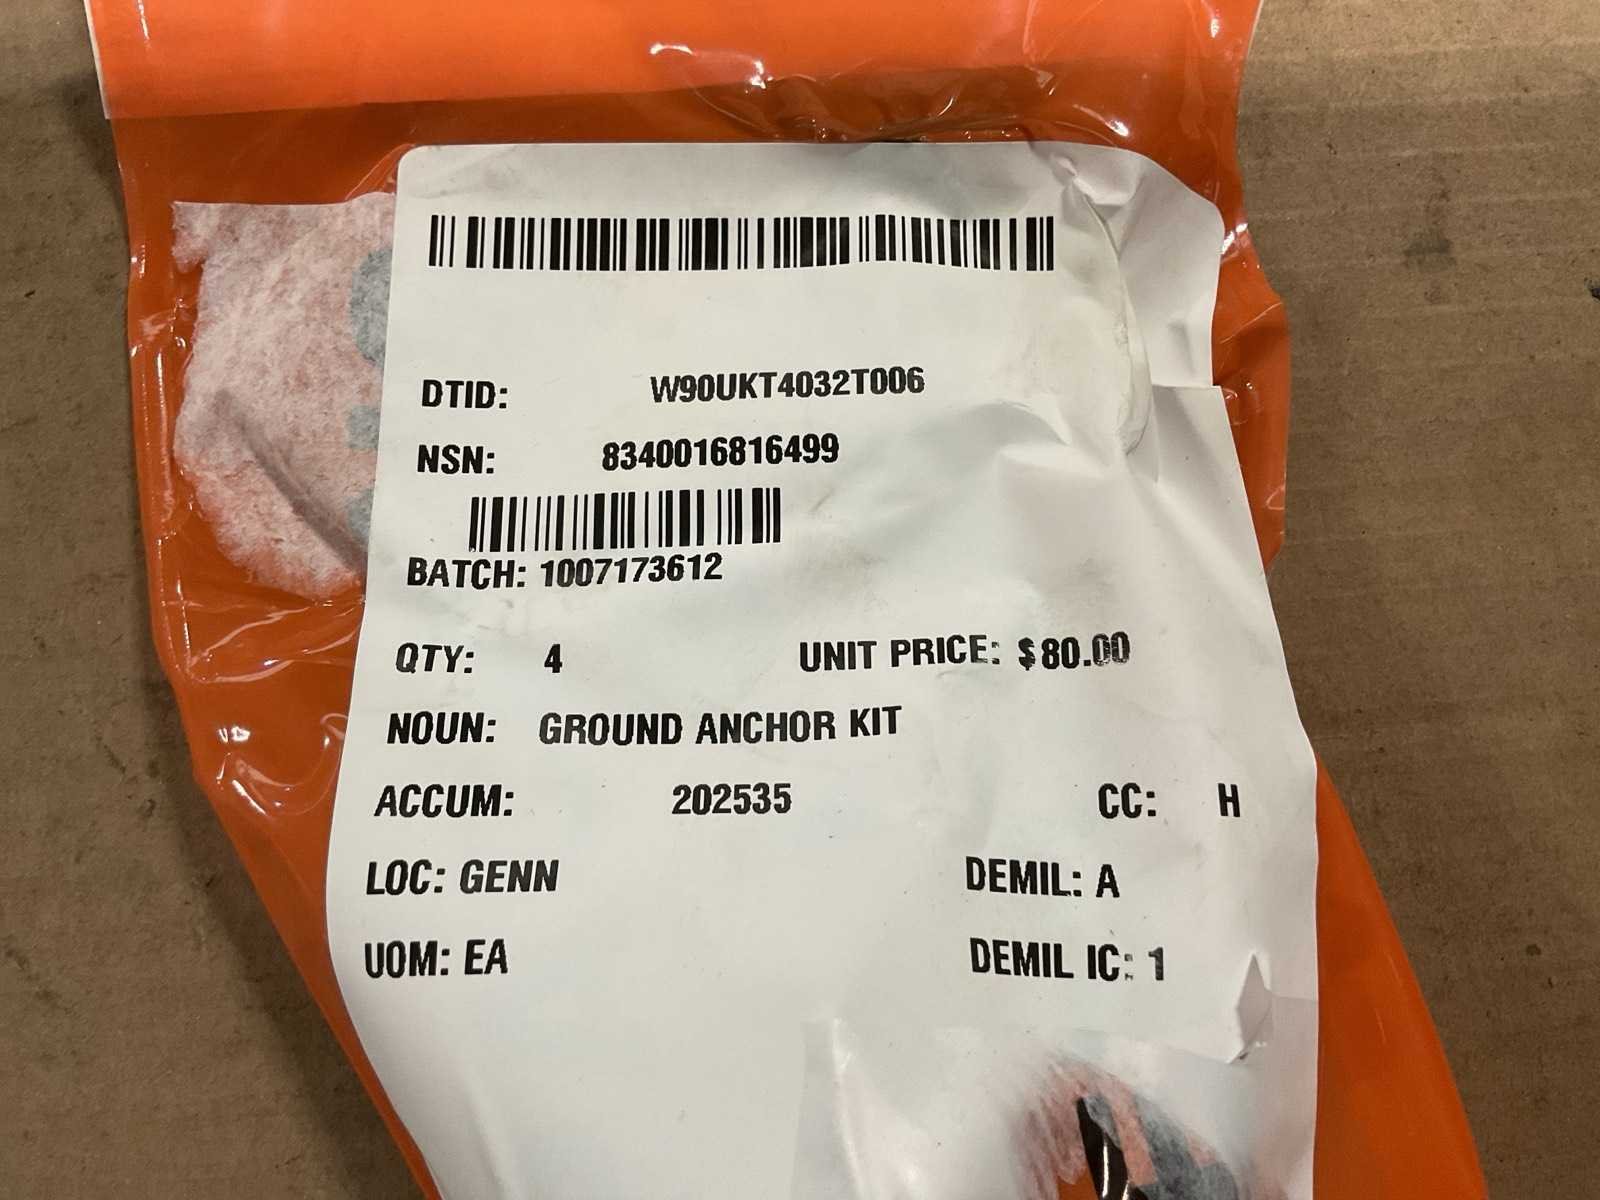 DTID: W90UKT4032T006
NSN: 8340016816499
BATCH: 1007173612
QTY: 4 UNIT PRICE: $80.00
NOUN: GROUND ANCHOR KIT
ACCUM: 202535 CC: H
LOC: GENN DEMIL: A
UOM: EA DEMIL IC: 1